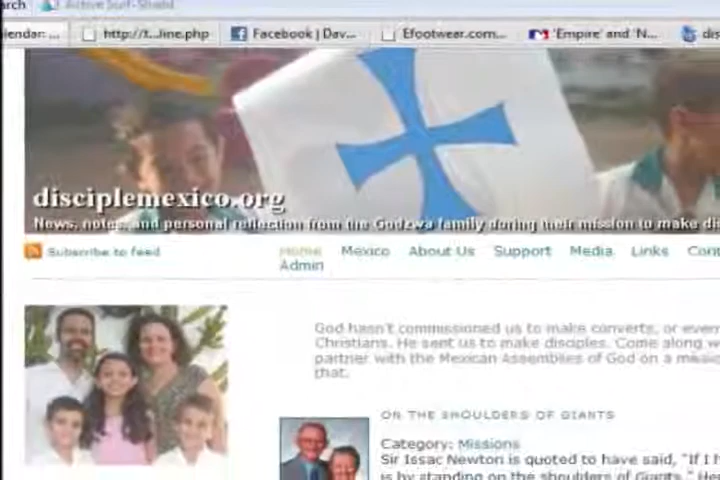 arch Active Surf-Shield
alendar: ... http://t...line.php Facebook | Dav... Efootwear.com... 'Empire' and 'N... dis
disciplemexico.org
News, notes, and personal reflection from the Godzwa family during their mission to make dis
Subscribe to feed
Home Mexico About Us Support Media Links Cont
Admin
God hasn't commissioned us to make converts, or even
Christians. He sent us to make disciples. Come along w
partner with the Mexican Assemblies of God on a missio
that.
ON THE SHOULDERS OF GIANTS
Category: Missions
Sir Issac Newton is quoted to have said, "If I h
is by standing on the shoulders of Giants." Her